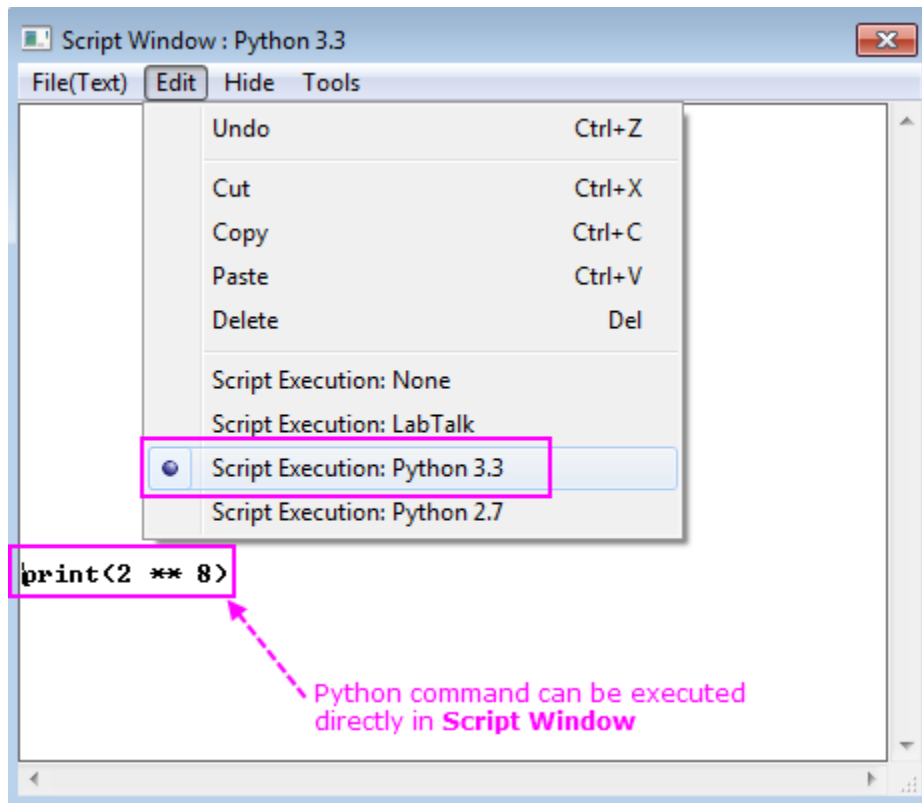 Script Window : Python 3.3
File(Text) Edit Hide Tools
Undo Ctrl+Z
Cut Ctrl+X
Copy Ctrl+C
Paste Ctrl+V
Delete Del
Script Execution: None
Script Execution: LabTalk
Script Execution: Python 3.3
Script Execution: Python 2.7
print(2 ** 8)
Python command can be executed
directly in Script Window